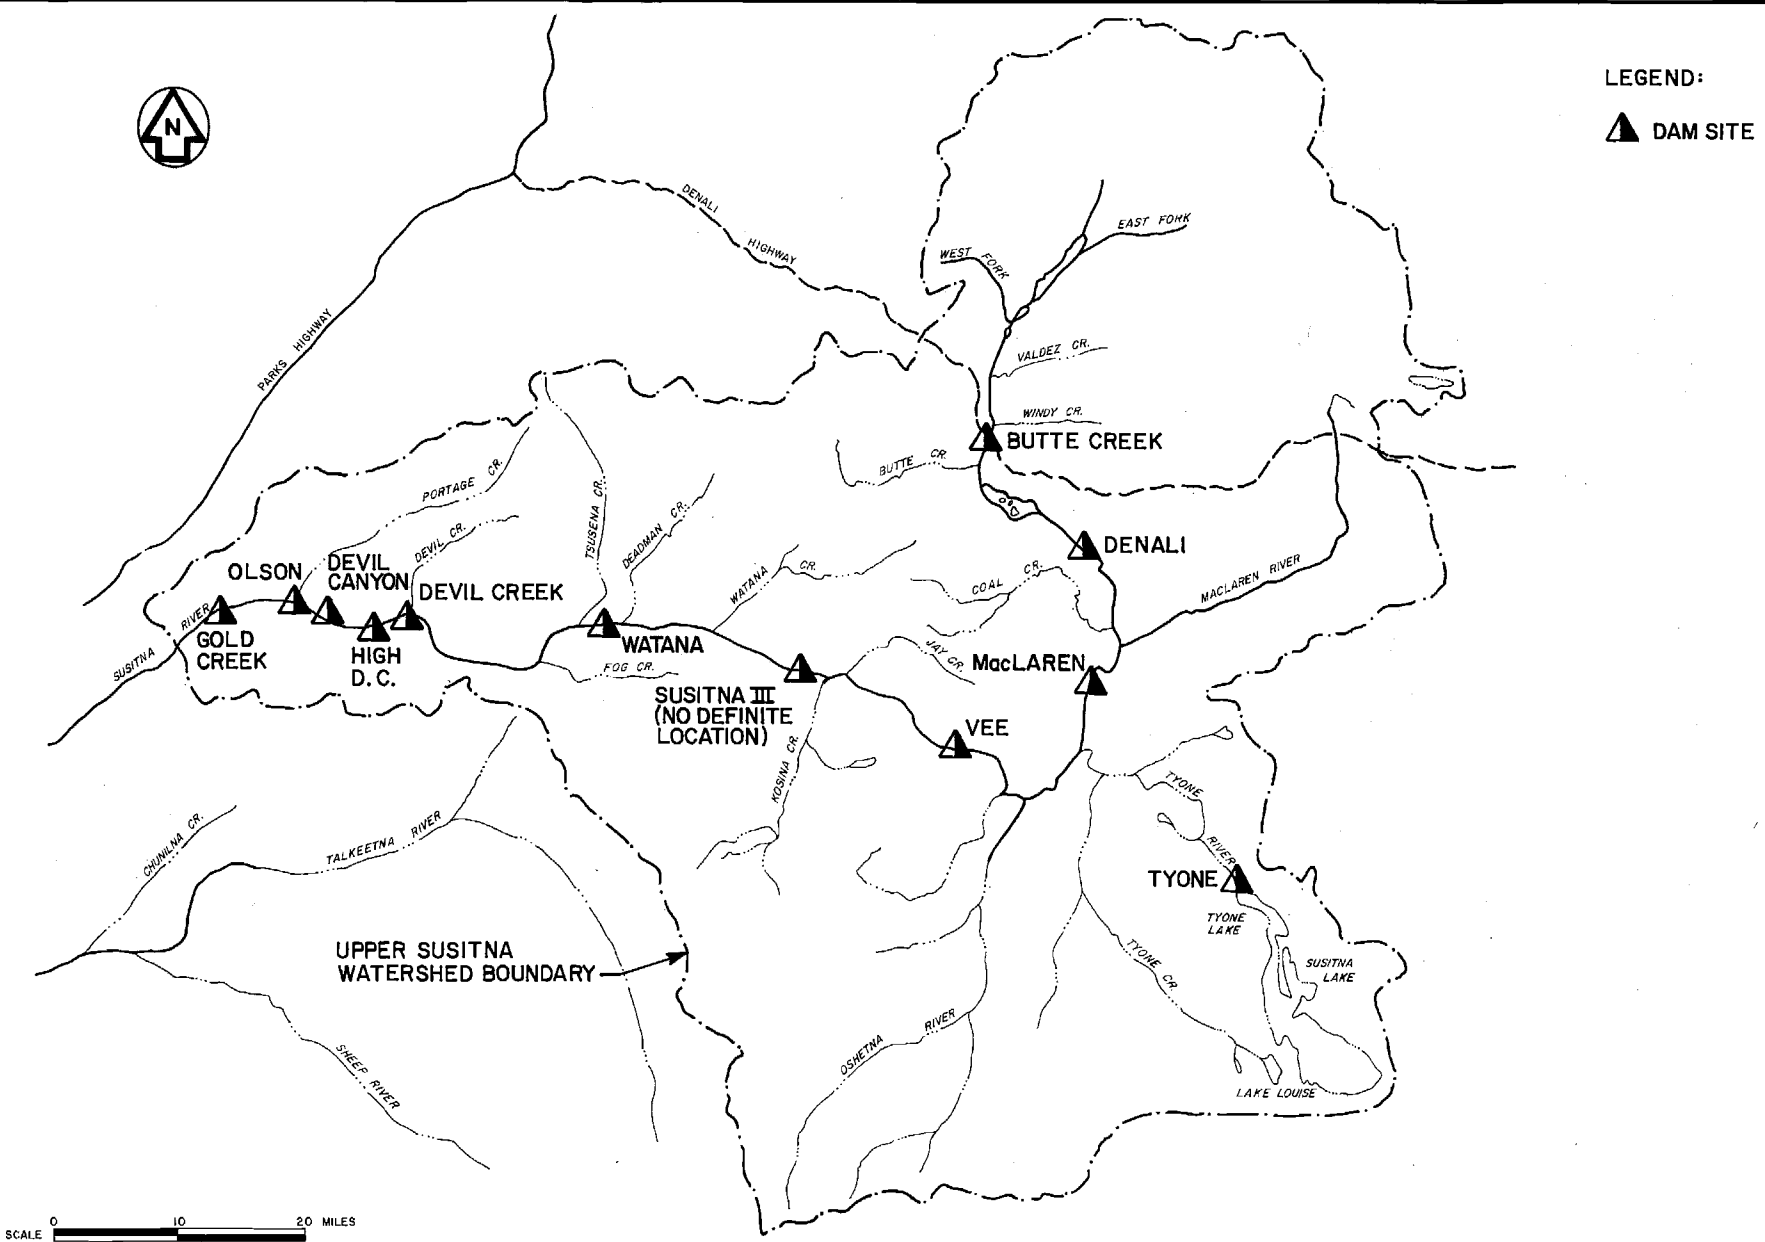 LEGEND:
DAM SITE
N
DENALI
HIGHWAY
PARKS HIGHWAY
WEST FORK
EAST FORK
VALDEZ CR.
WINDY CR.
BUTTE CREEK
BUTTE CR.
PORTAGE CR.
DEVIL CR.
TSUSENA CR.
DEADMAN CR.
WATANA CR.
COAL CR.
DENALI
MACLAREN RIVER
OLSON
DEVIL
CANYON
DEVIL CREEK
SUSITNA RIVER
GOLD
CREEK
HIGH
D.C.
WATANA
FOG CR.
JAY CR.
MacLAREN
SUSITNA III
(NO DEFINITE
LOCATION)
VEE
KOSINA CR.
TYONE RIVER
CHUNILNA CR.
TALKEETNA RIVER
TYONE
TYONE
LAKE
UPPER SUSITNA
WATERSHED BOUNDARY
TYONE CR.
SUSITNA
LAKE
OSHETNA RIVER
SHEEP RIVER
LAKE LOUISE
SCALE 0 10 20 MILES